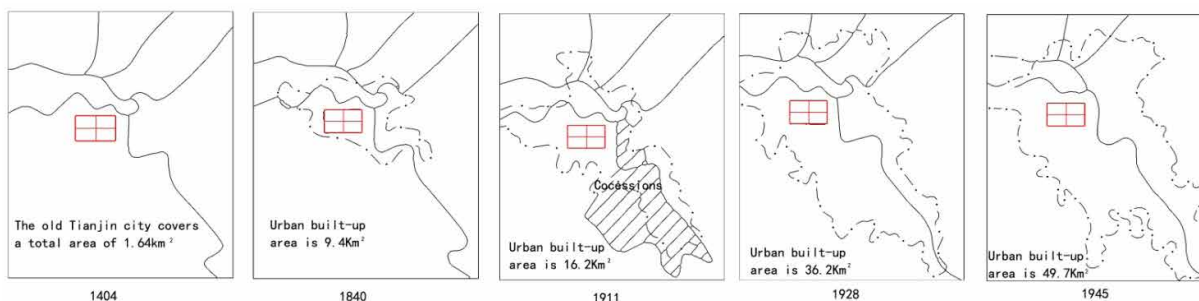 The old Tianjin city covers
a total area of 1.64km²
1404
Urban built-up
area is 9.4Km²
1840
Cocessions
Urban built-up
area is 16.2Km²
1911
Urban built-up
area is 36.2Km²
1928
Urban built-up
area is 49.7Km²
1945